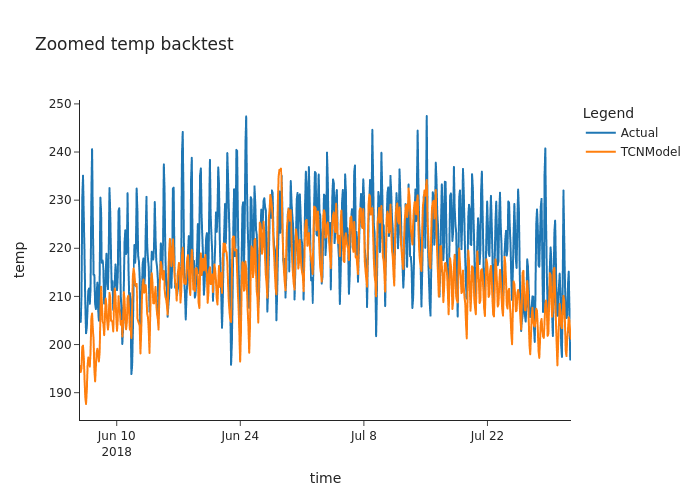 Zoomed temp backtest
Legend
Actual
TCNModel
temp
250
240
230
220
210
200
190
Jun 10
2018
Jun 24
Jul 8
Jul 22
time